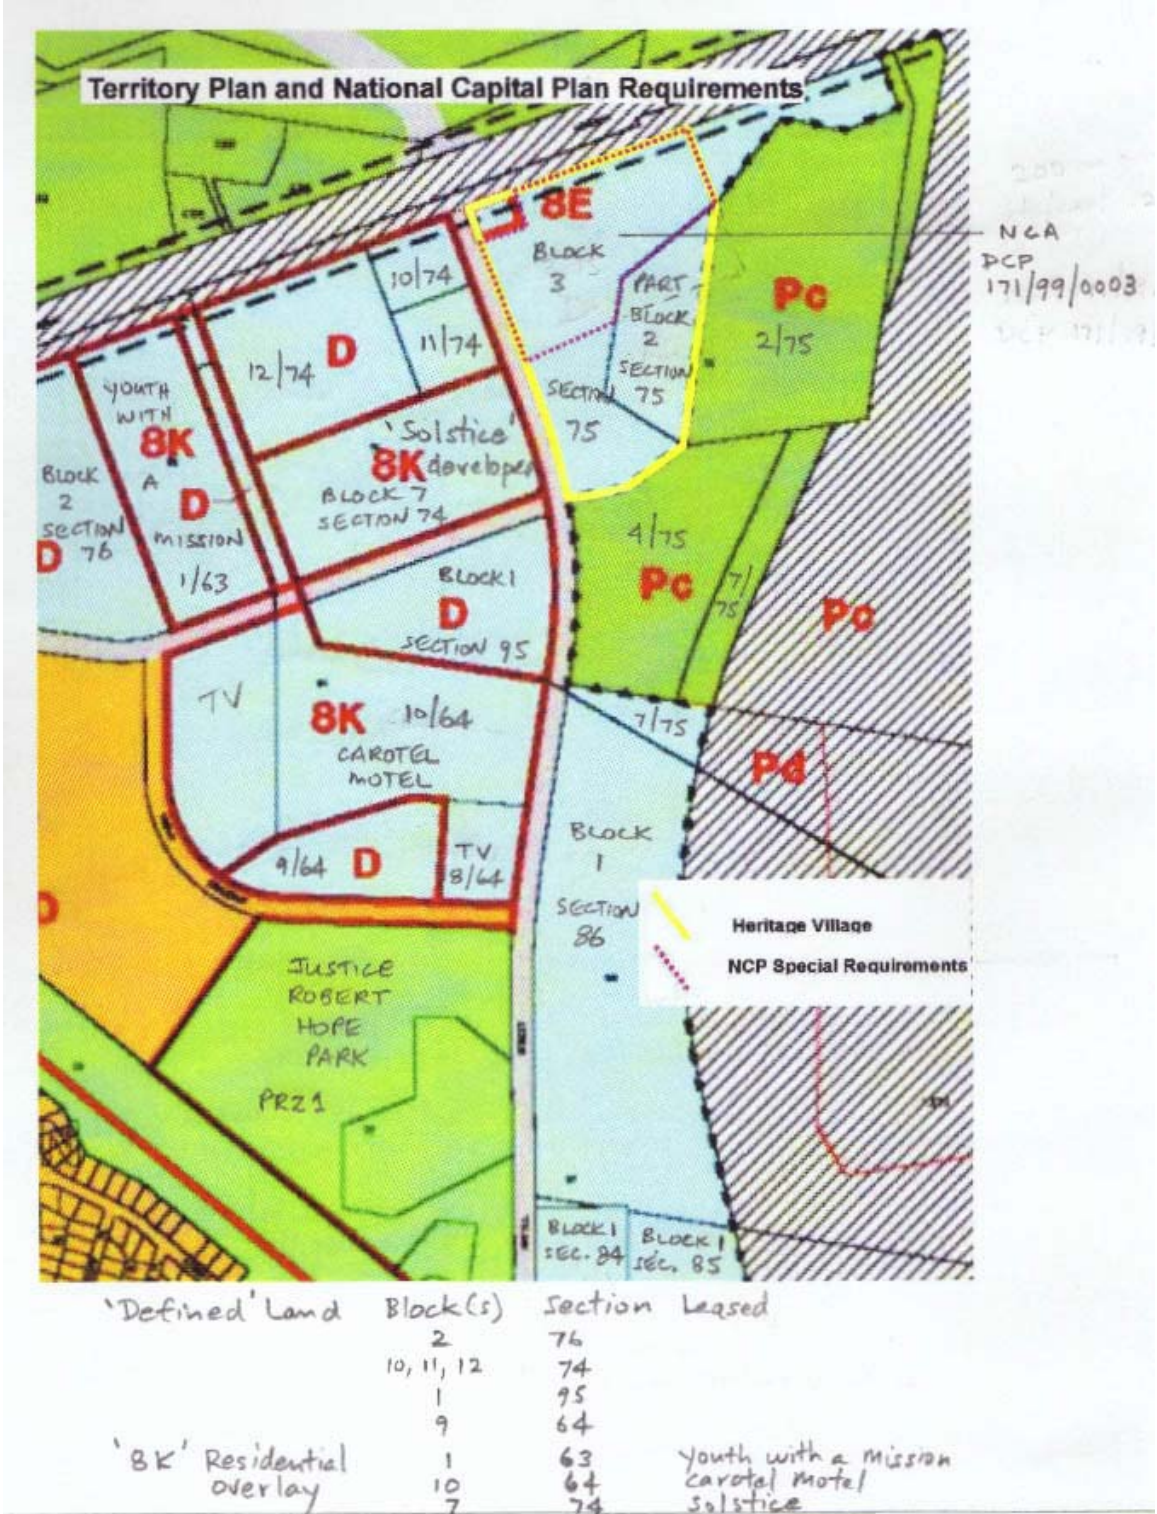 Territory Plan and National Capital Plan Requirements
8E
BLOCK
3
NCA
DCP
171/99/0003
PART
BLOCK
2
SECTION
75
Pc
2/75
10/74
11/74
12/74
D
SECTION
75
YOUTH
WITH
8K
A
D
MISSION
1/63
BLOCK
2
SECTION
76
D
'Solstice'
8K developer
BLOCK 7
SECTION 74
4/75
Pc
7/
75
Pc
BLOCK 1
D
SECTION 95
TV
8K 10/64
CAROTEL
MOTEL
7/75
Pd
9/64 D
TV
8/64
D
BLOCK
1
SECTION
86
Heritage Village
NCP Special Requirements
JUSTICE
ROBERT
HOPE
PARK
PRZ1
BLOCK 1
SEC. 84
BLOCK 1
SEC. 85
'Defined' Land Block(s) Section Leased
2 76
10, 11, 12 74
1 95
9 64
'8K' Residential 1 63 Youth with a Mission
overlay 10 64 carotel Motel
7 74 Solstice